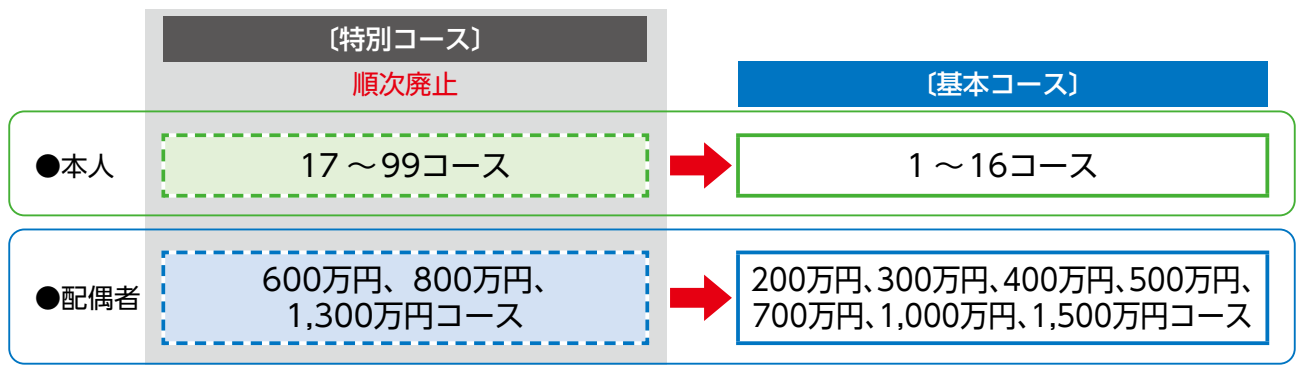 〔特別コース〕
順次廃止
〔基本コース〕
●本人
17～99コース
1～16コース
●配偶者
600万円、800万円、
1,300万円コース
200万円、300万円、400万円、500万円、
700万円、1,000万円、1,500万円コース